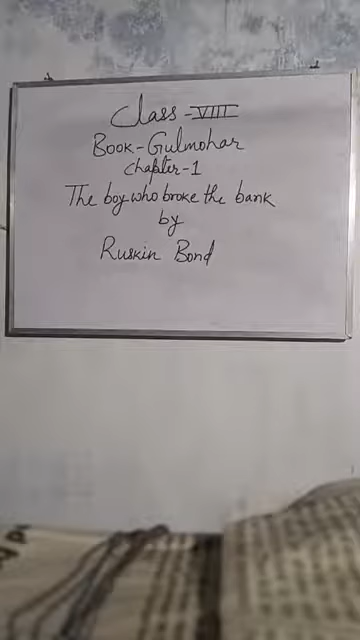 Class - VIII
Book - Gulmohar
Chapter - 1
The boy who broke the bank
by
Ruskin Bond